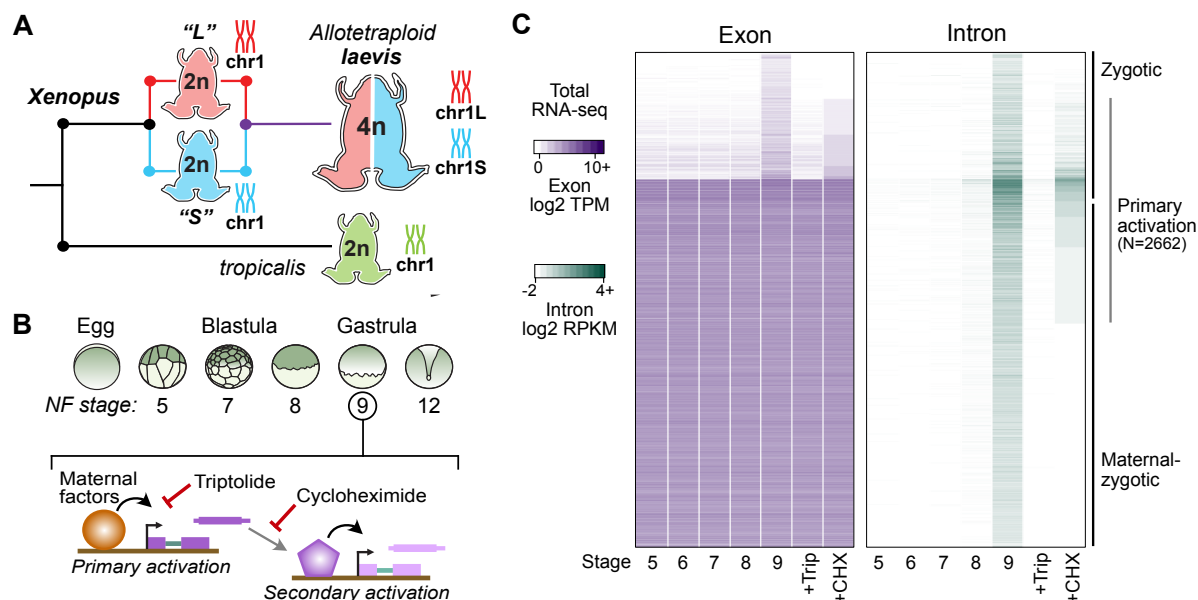 A
Xenopus
“L”
chr1
2n
2n
“S”
chr1
Allotetraploid
laevis
4n
chr1L
chr1S
tropicalis
2n
chr1
B
Egg
Blastula
Gastrula
NF stage:
5
7
8
9
12
Maternal
factors
Triptolide
Cycloheximide
Primary activation
Secondary activation
C
Exon
Intron
Total
RNA-seq
0
10+
Exon
log2 TPM
-2
4+
Intron
log2 RPKM
Zygotic
Primary
activation
(N=2662)
Maternal-
zygotic
Stage
5
6
7
8
9
+Trip
+CHX
5
6
7
8
9
+Trip
+CHX